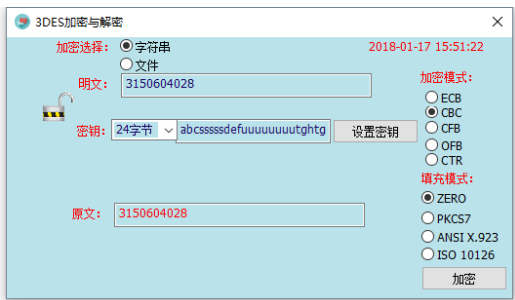 3DES加密与解密
加密选择: 字符串 2018-01-17 15:51:22
文件
明文: 3150604028
加密模式:
ECB
CBC
密钥: 24字节 abcsssssdefuuuuuuuutghtg 设置密钥
CFB
OFB
CTR
填充模式:
ZERO
原文: 3150604028
PKCS7
ANSI X.923
ISO 10126
加密